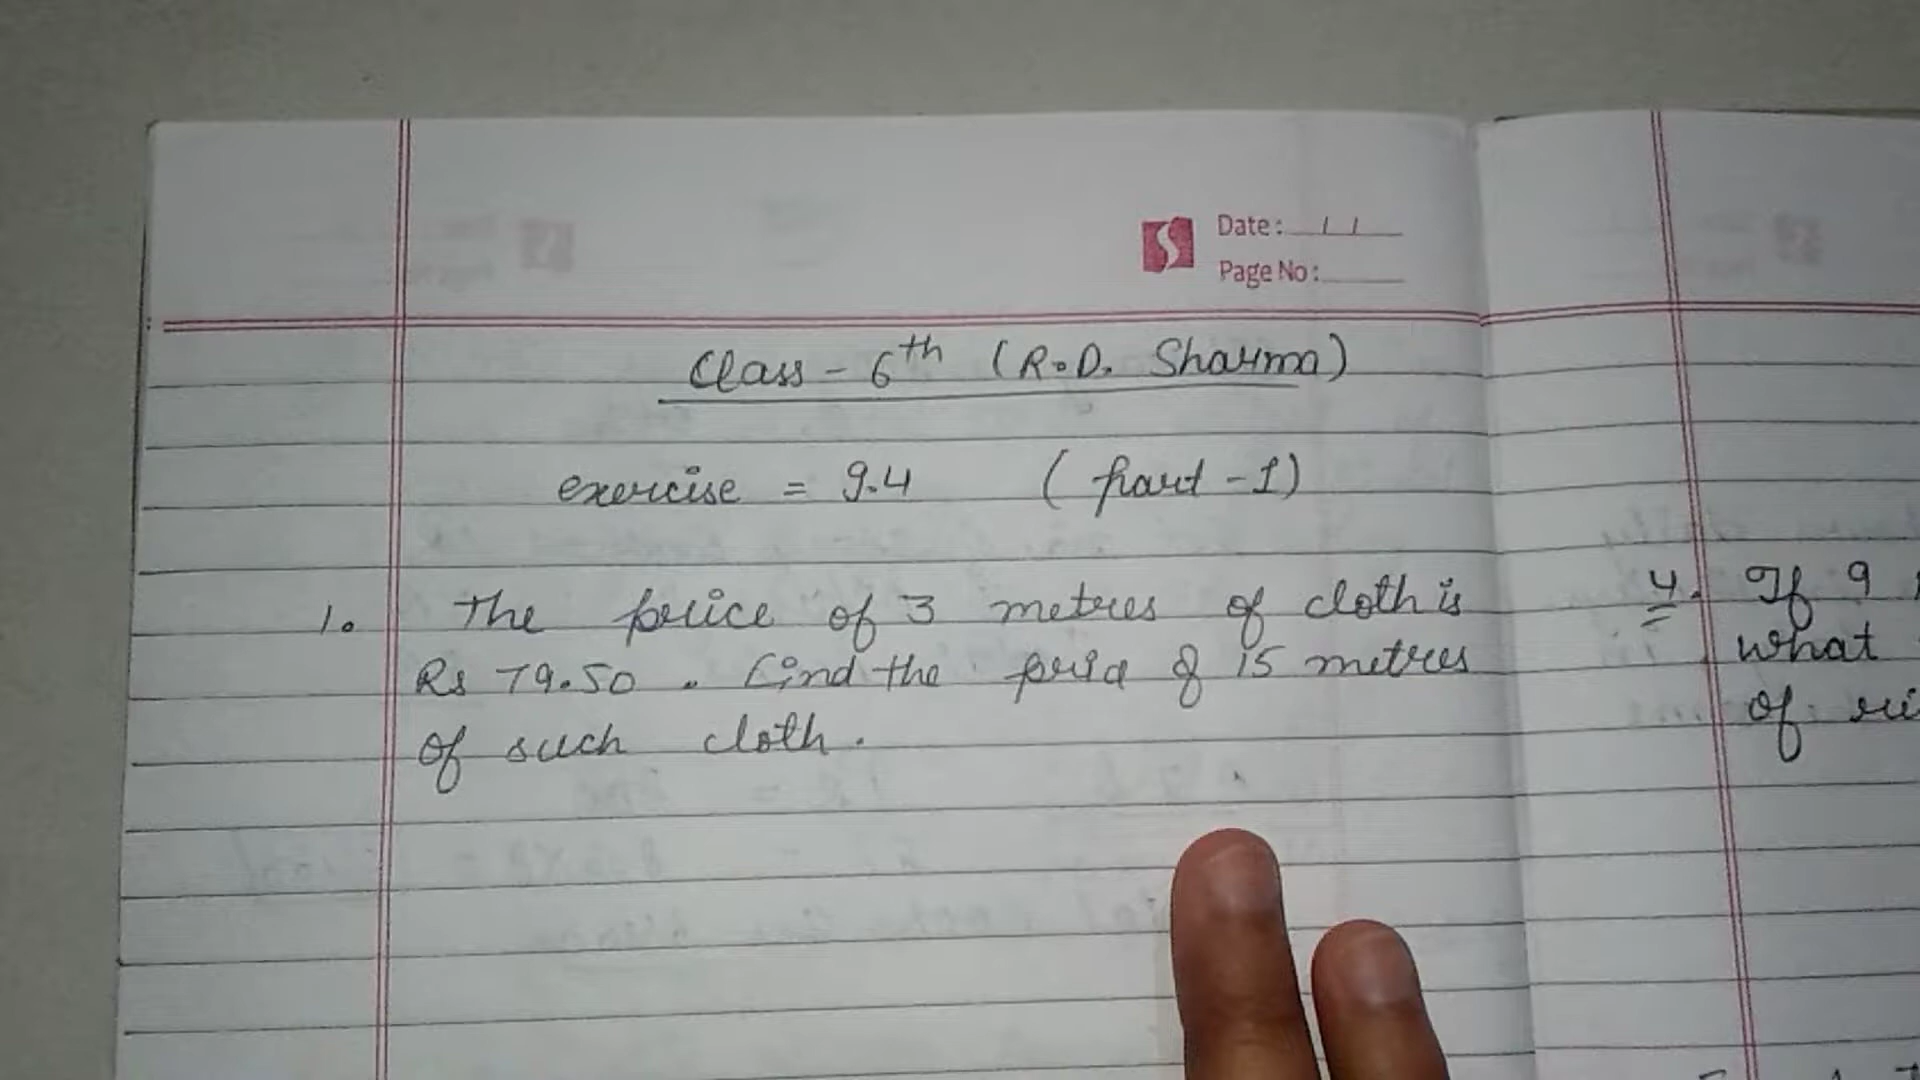 Date: / /
Page No:
Class - 6th (R.D. Sharma)
exercise = 9.4 (part - 1)
1. The price of 3 metres of cloth is
Rs 79.50. Find the price of 15 metres
of such cloth.
4. If 9
what
of